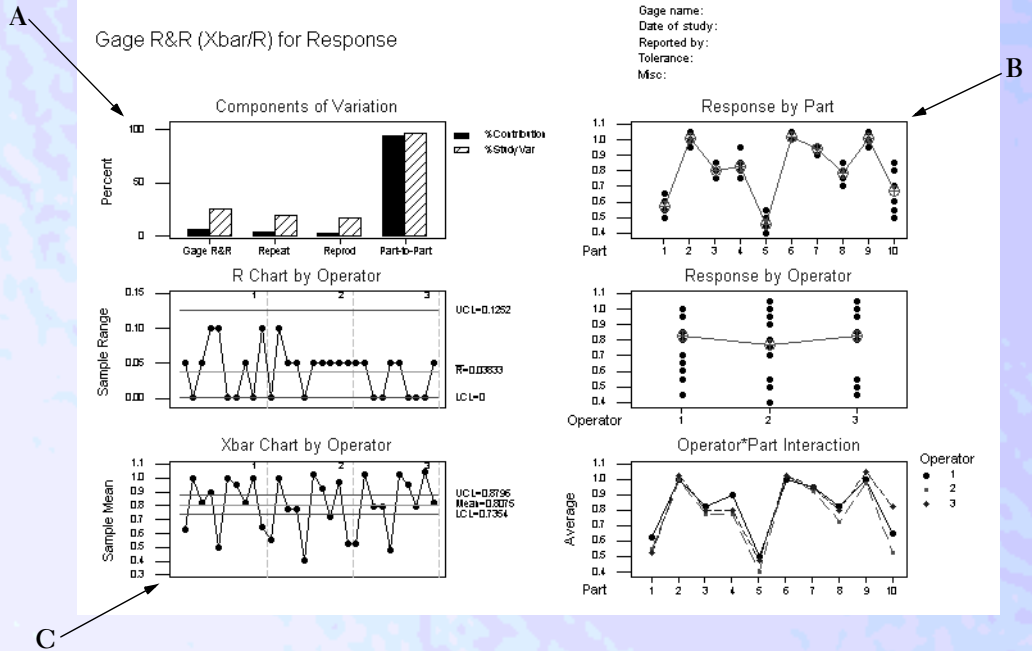 A
Gage R&R (Xbar/R) for Response
Gage name:
Date of study:
Reported by:
Tolerance:
Misc:
B
Components of Variation
100
50
0
Percent
Gage R&R Repeat Reprod Part-to-Part
%Contribution
%Study Var
Response by Part
1.1
1.0
0.9
0.8
0.7
0.6
0.5
0.4
Part 1 2 3 4 5 6 7 8 9 10
R Chart by Operator
0.15
0.10
0.05
0.00
Sample Range
1 2 3
UCL=0.1252
R=0.03833
LCL=0
Response by Operator
1.1
1.0
0.9
0.8
0.7
0.6
0.5
0.4
Operator 1 2 3
Xbar Chart by Operator
1.1
1.0
0.9
0.8
0.7
0.6
0.5
0.4
0.3
Sample Mean
1 2 3
UCL=0.8796
Mean=0.8075
LCL=0.7354
Operator*Part Interaction
1.1
1.0
0.9
0.8
0.7
0.6
0.5
0.4
Average
Part 1 2 3 4 5 6 7 8 9 10
Operator
1
2
3
C